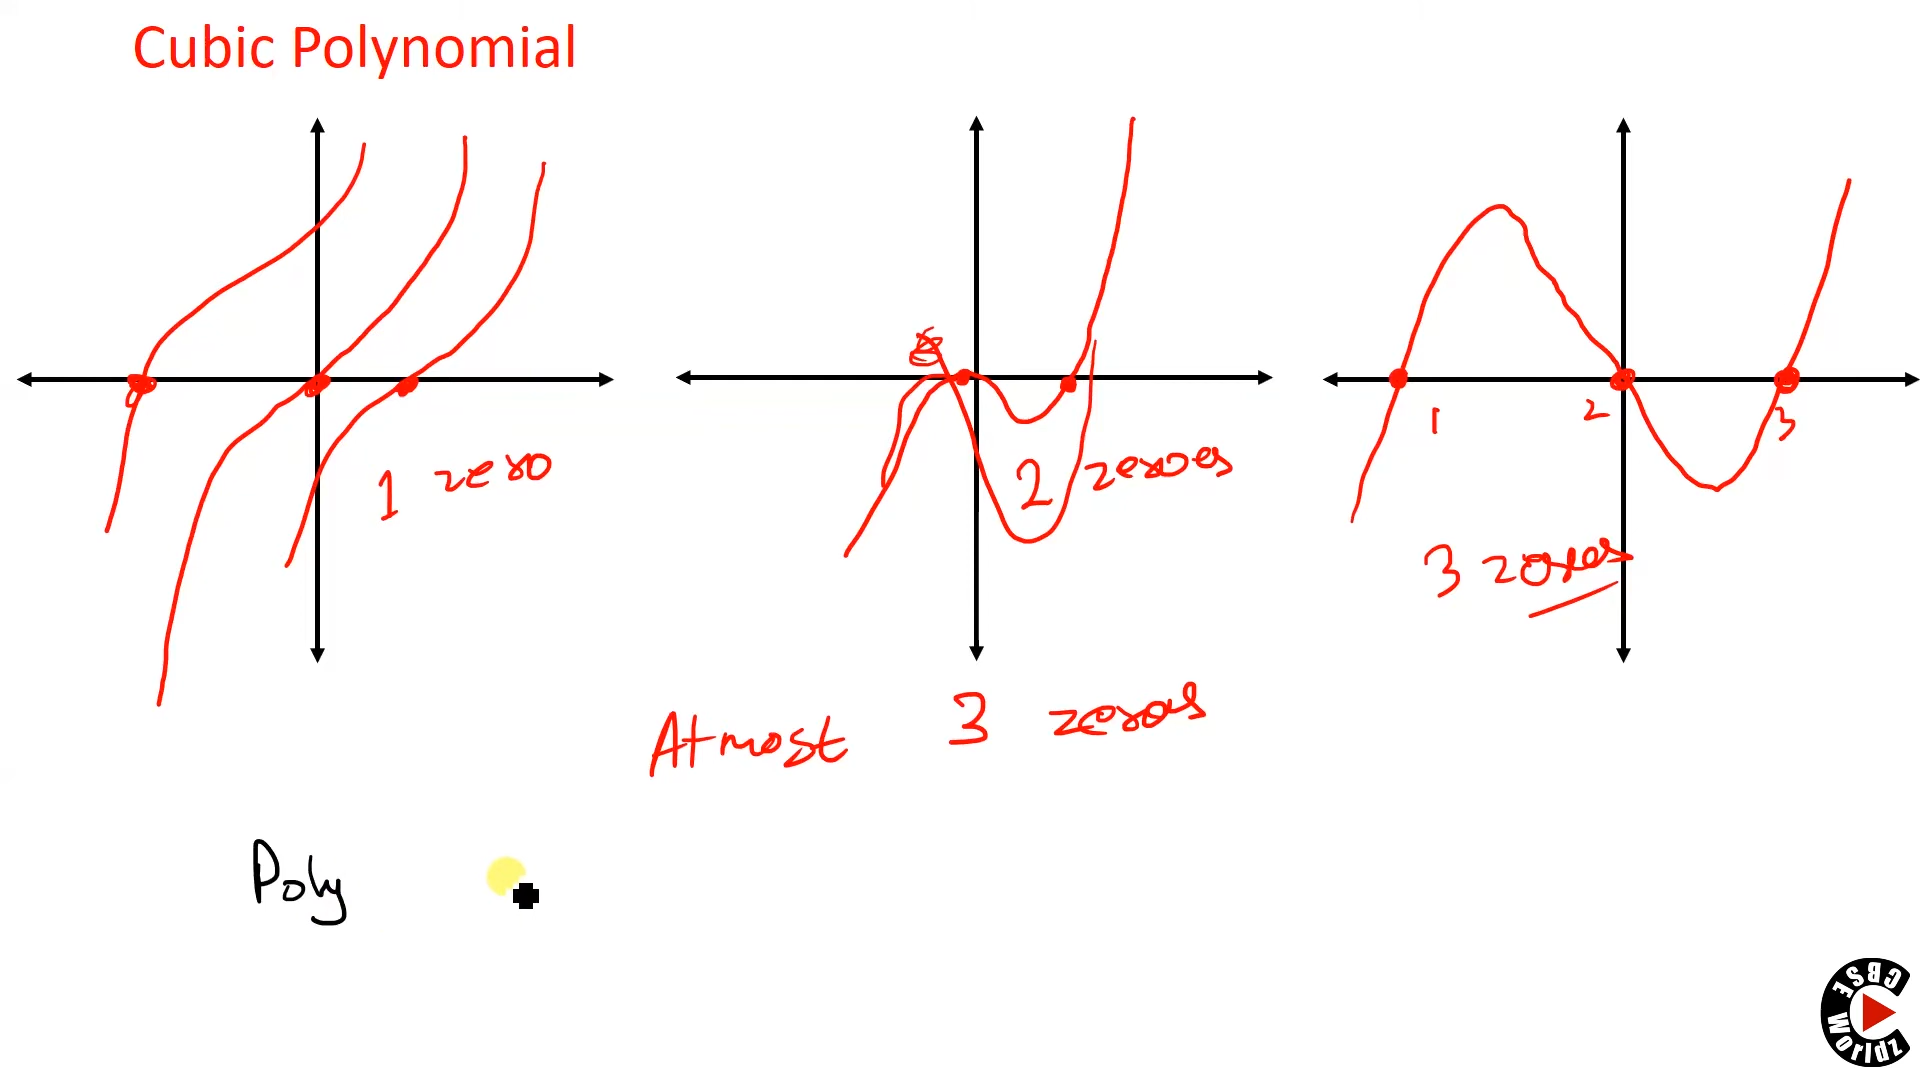 Cubic Polynomial
1 zero
2 zeroes
1
2
3
3 zeroes
Atmost 3 zeroes
Poly
CBSE Worldz